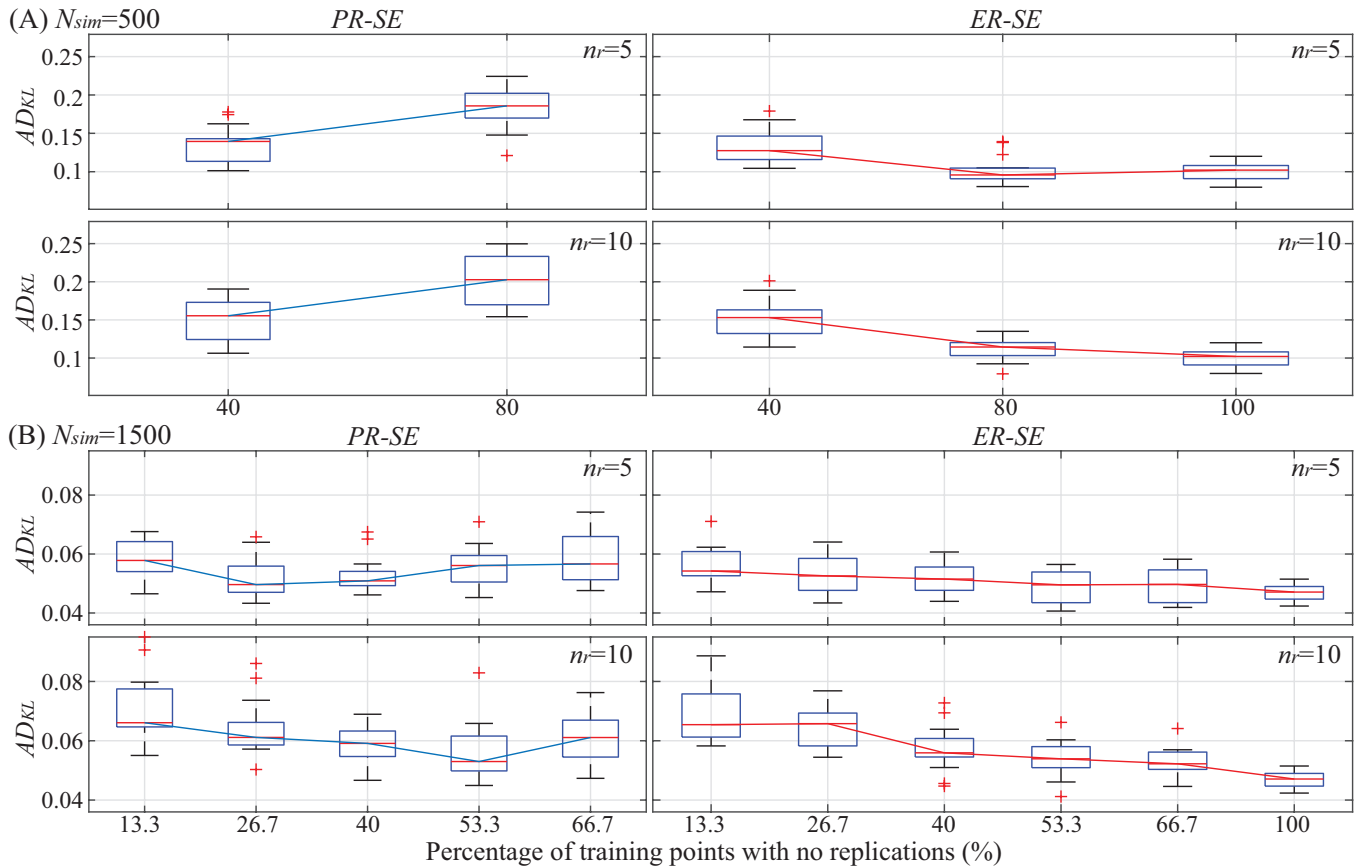 (A) Nsim=500 PR-SE ER-SE
nr=5 nr=5
0.25
0.2
0.15
0.1
ADKL
nr=10 nr=10
0.25
0.2
0.15
0.1
ADKL
40 80 40 80 100
(B) Nsim=1500 PR-SE ER-SE
nr=5 nr=5
0.08
0.06
0.04
ADKL
nr=10 nr=10
0.08
0.06
0.04
ADKL
13.3 26.7 40 53.3 66.7 13.3 26.7 40 53.3 66.7 100
Percentage of training points with no replications (%)